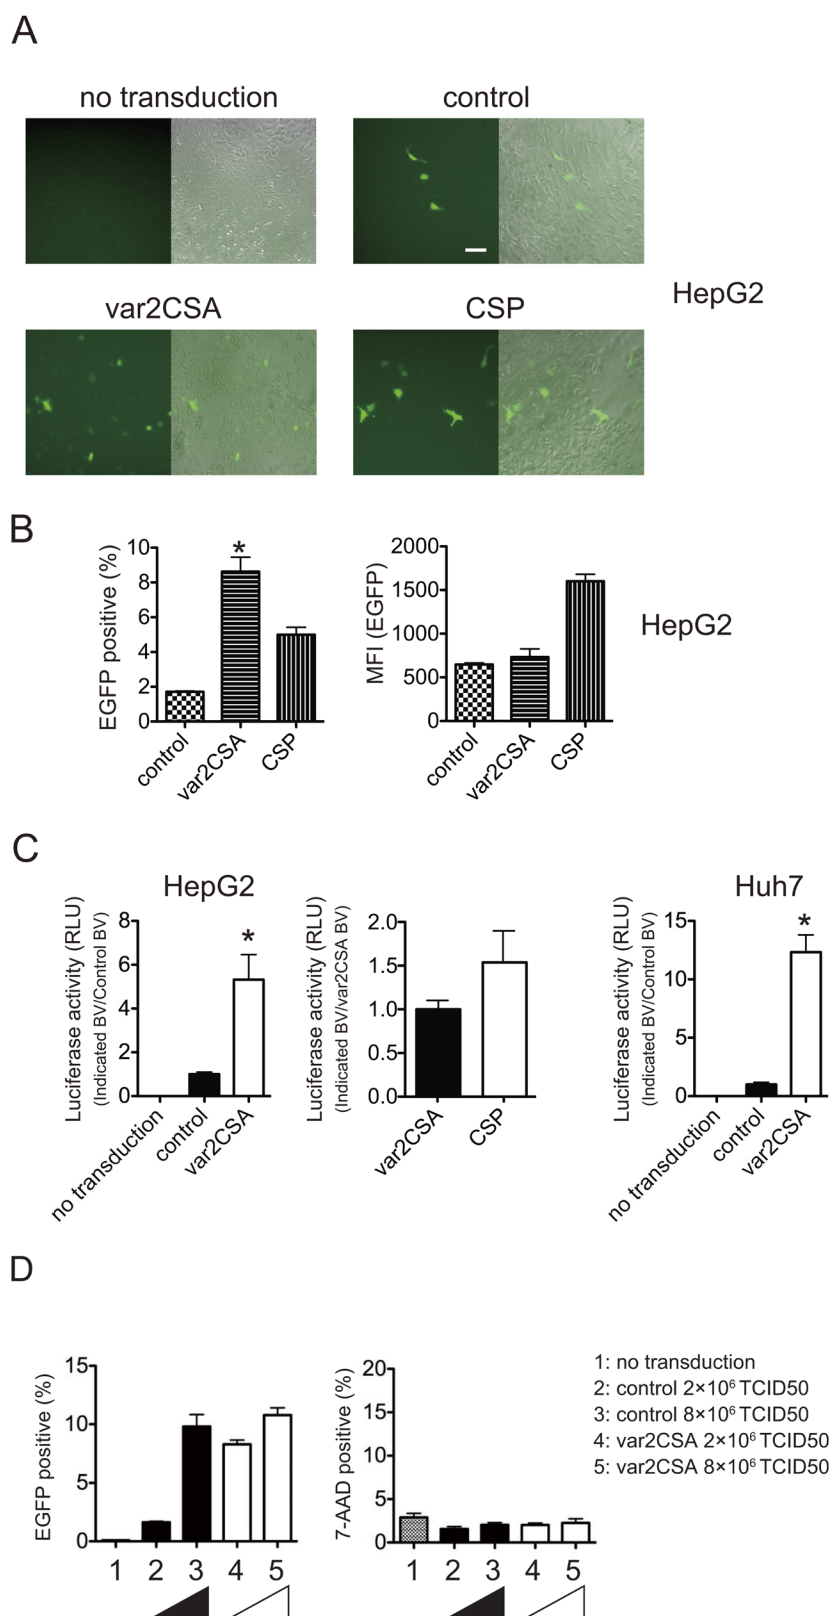 A
no transduction
control
var2CSA
CSP
HepG2
B
EGFP positive (%)
10
8
6
4
2
0
*
control
var2CSA
CSP
MFI (EGFP)
2000
1500
1000
500
0
control
var2CSA
CSP
HepG2
C
HepG2
Luciferase activity (RLU)
(Indicated BV/Control BV)
8
6
4
2
0
*
no transduction
control
var2CSA
Luciferase activity (RLU)
(Indicated BV/var2CSA BV)
2.0
1.5
1.0
0.5
0.0
var2CSA
CSP
Huh7
Luciferase activity (RLU)
(Indicated BV/Control BV)
15
10
5
0
*
no transduction
control
var2CSA
D
EGFP positive (%)
15
10
5
0
1 2 3 4 5
7-AAD positive (%)
20
15
10
5
0
1 2 3 4 5
1: no transduction
2: control 2×10⁶ TCID50
3: control 8×10⁶ TCID50
4: var2CSA 2×10⁶ TCID50
5: var2CSA 8×10⁶ TCID50